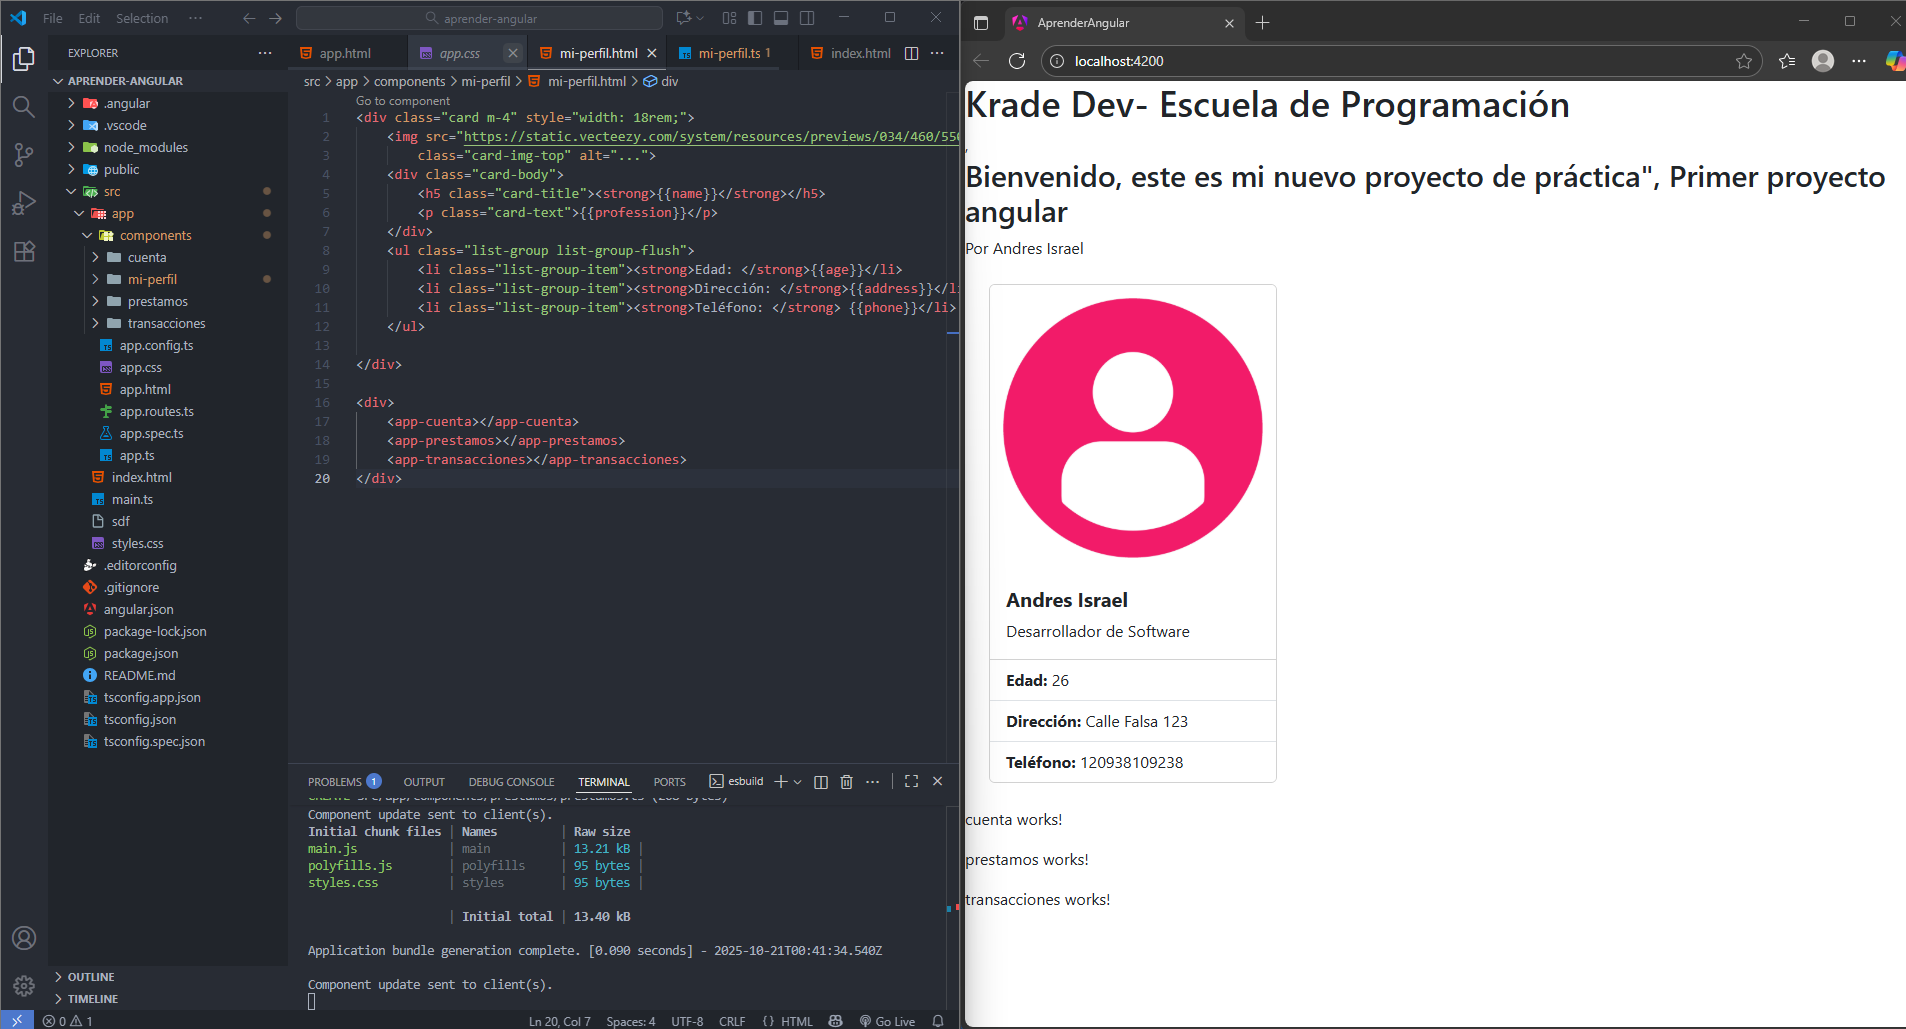 File Edit Selection ··· aprender-angular
EXPLORER ···
APRENDER-ANGULAR
.angular
.vscode
node_modules
public
src
app
components
cuenta
mi-perfil
prestamos
transacciones
app.config.ts
app.css
app.html
app.routes.ts
app.spec.ts
app.ts
index.html
main.ts
sdf
styles.css
.editorconfig
.gitignore
angular.json
package-lock.json
package.json
README.md
tsconfig.app.json
tsconfig.json
tsconfig.spec.json
OUTLINE
TIMELINE
app.html app.css mi-perfil.html mi-perfil.ts 1 index.html ···
src > app > components > mi-perfil > mi-perfil.html > div
Go to component
1 <div class="card m-4" style="width: 18rem;">
2 <img src="https://static.vecteezy.com/system/resources/previews/034/460/550
3 class="card-img-top" alt="...">
4 <div class="card-body">
5 <h5 class="card-title"><strong>{{name}}</strong></h5>
6 <p class="card-text">{{profession}}</p>
7 </div>
8 <ul class="list-group list-group-flush">
9 <li class="list-group-item"><strong>Edad: </strong>{{age}}</li>
10 <li class="list-group-item"><strong>Dirección: </strong>{{address}}</li
11 <li class="list-group-item"><strong>Teléfono: </strong> {{phone}}</li>
12 </ul>
13
14 </div>
15
16 <div>
17 <app-cuenta></app-cuenta>
18 <app-prestamos></app-prestamos>
19 <app-transacciones></app-transacciones>
20 </div>
PROBLEMS 1 OUTPUT DEBUG CONSOLE TERMINAL PORTS esbuild ···
CREATE src/app/components/prestamos/prestamos.ts (208 bytes)
Component update sent to client(s).
Initial chunk files | Names | Raw size
main.js | main | 13.21 kB |
polyfills.js | polyfills | 95 bytes |
styles.css | styles | 95 bytes |
| Initial total | 13.40 kB
Application bundle generation complete. [0.090 seconds] - 2025-10-21T00:41:34.540Z
Component update sent to client(s).
0 1 Ln 20, Col 7 Spaces: 4 UTF-8 CRLF {} HTML Go Live
AprenderAngular
localhost:4200
Krade Dev- Escuela de Programación
,
Bienvenido, este es mi nuevo proyecto de práctica", Primer proyecto
angular
Por Andres Israel
Andres Israel
Desarrollador de Software
Edad: 26
Dirección: Calle Falsa 123
Teléfono: 120938109238
cuenta works!
prestamos works!
transacciones works!